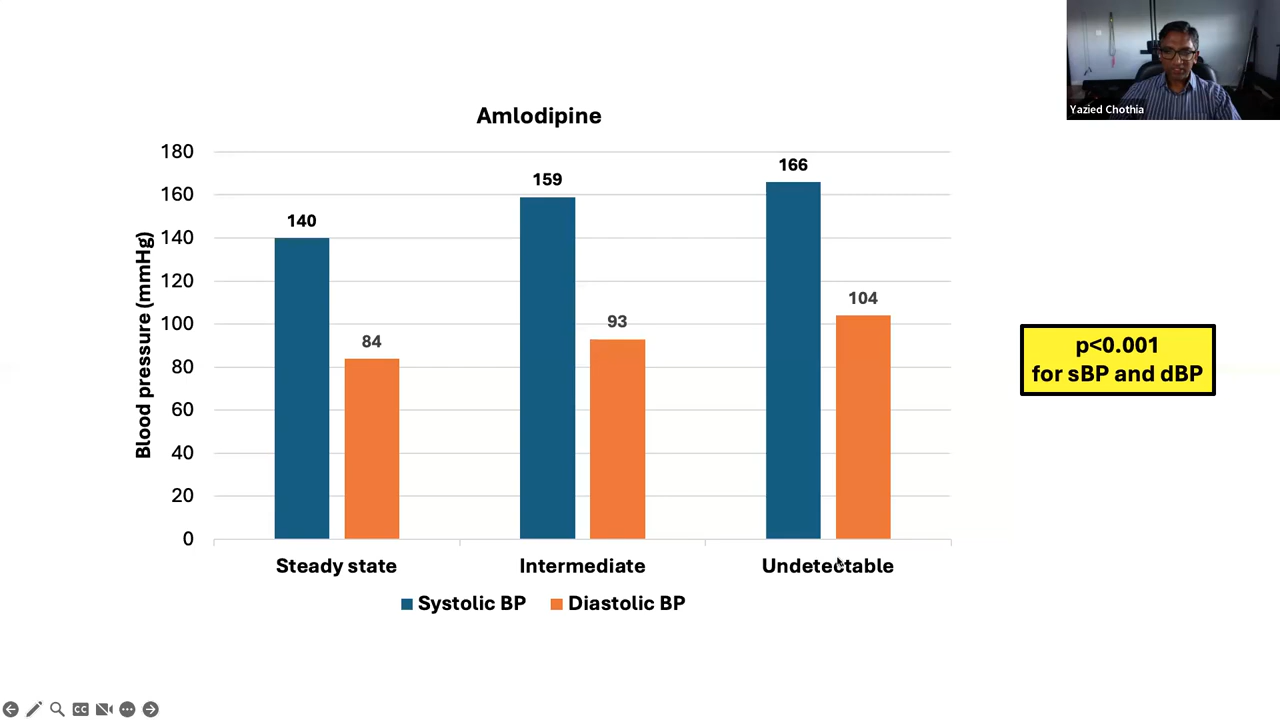 Yazied Chothia
Amlodipine
Blood pressure (mmHg)
180
160
140
120
100
80
60
40
20
0
140
84
159
93
166
104
Steady state
Intermediate
Undetectable
Systolic BP
Diastolic BP
p<0.001
for sBP and dBP
CC